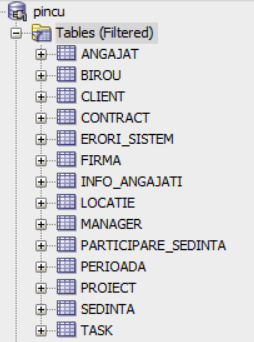 pincu
Tables (Filtered)
ANGAJAT
BIROU
CLIENT
CONTRACT
ERORI_SISTEM
FIRMA
INFO_ANGAJATI
LOCATIE
MANAGER
PARTICIPARE_SEDINTA
PERIOADA
PROIECT
SEDINTA
TASK